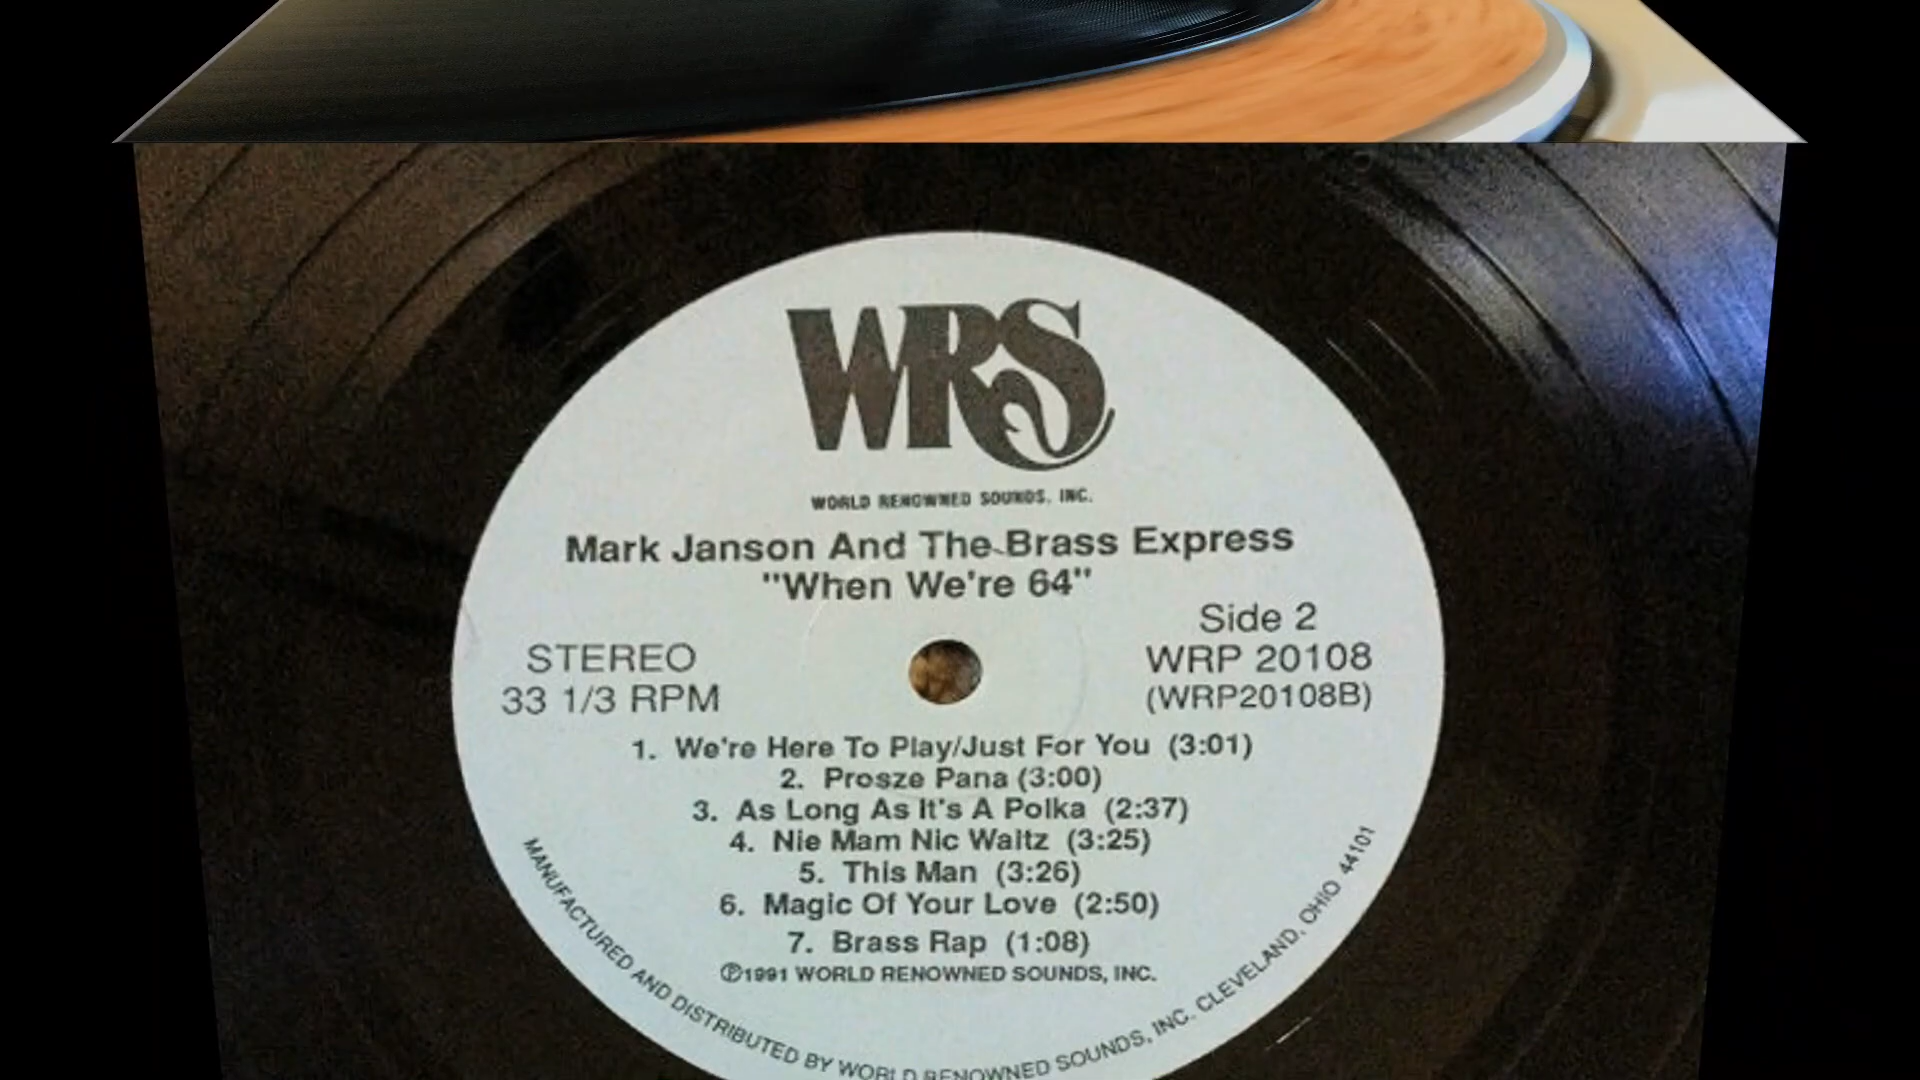 WRS
WORLD RENOWNED SOUNDS, INC.
Mark Janson And The Brass Express
"When We're 64"
Side 2
STEREO
WRP 20108
33 1/3 RPM
(WRP20108B)
1. We're Here To Play/Just For You (3:01)
2. Prosze Pana (3:00)
3. As Long As It's A Polka (2:37)
4. Nie Mam Nic Waltz (3:25)
5. This Man (3:26)
6. Magic Of Your Love (2:50)
7. Brass Rap (1:08)
Ⓟ1991 WORLD RENOWNED SOUNDS, INC.
MANUFACTURED AND DISTRIBUTED BY WORLD RENOWNED SOUNDS, INC. CLEVELAND, OHIO 44101